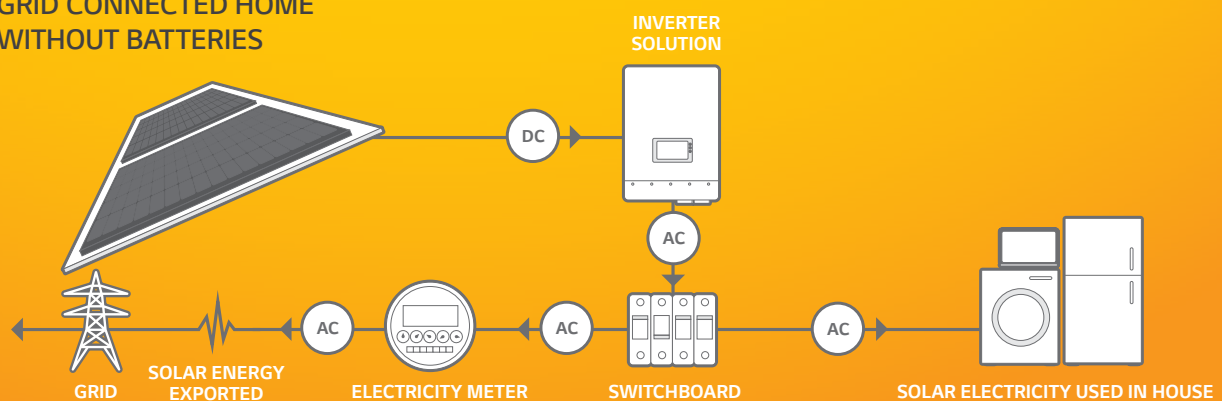 GRID CONNECTED HOME
WITHOUT BATTERIES
INVERTER
SOLUTION
DC
AC
AC
AC
AC
GRID
SOLAR ENERGY
EXPORTED
ELECTRICITY METER
SWITCHBOARD
SOLAR ELECTRICITY USED IN HOUSE